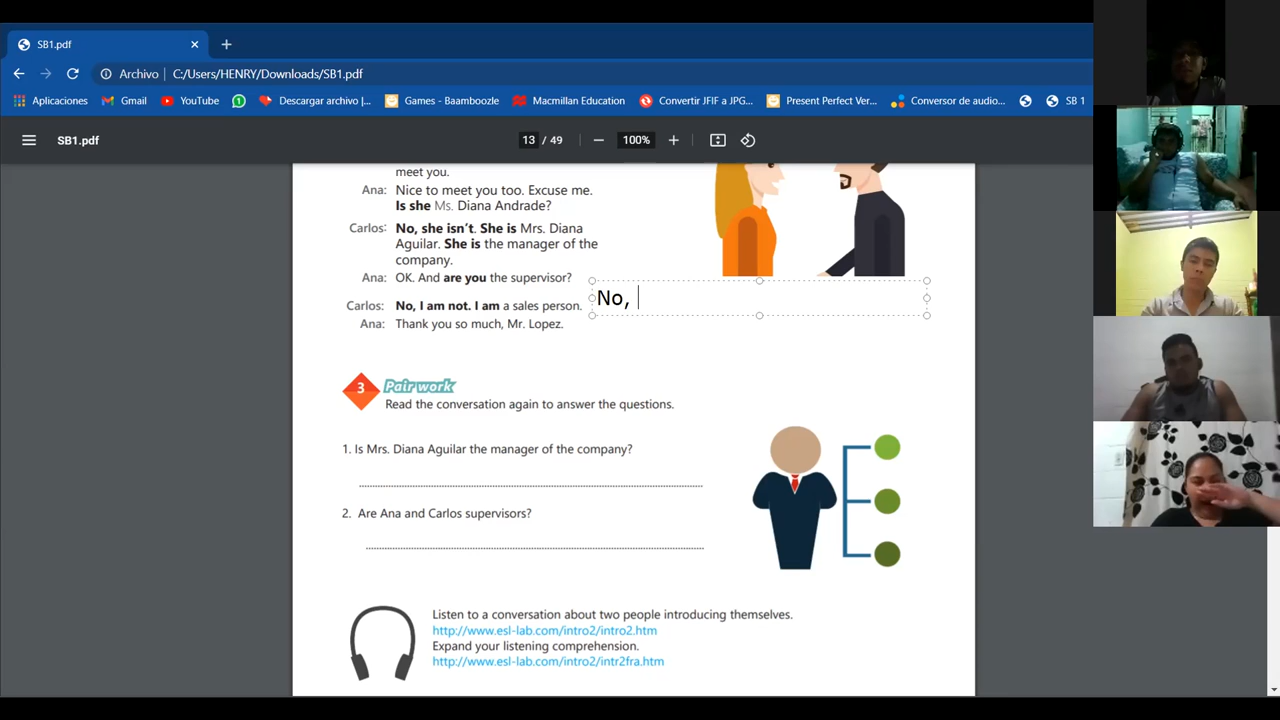 SB1.pdf
Archivo | C:/Users/HENRY/Downloads/SB1.pdf
Aplicaciones Gmail YouTube 1 Descargar archivo |... Games - Baamboozle Macmillan Education Convertir JFIF a JPG... Present Perfect Ver... Conversor de audio... SB 1
SB1.pdf 13 / 49 100%
meet you.
Ana: Nice to meet you too. Excuse me.
Is she Ms. Diana Andrade?
Carlos: No, she isn't. She is Mrs. Diana
Aguilar. She is the manager of the
company.
Ana: OK. And are you the supervisor?
No,
Carlos: No, I am not. I am a sales person.
Ana: Thank you so much, Mr. Lopez.
3 Pair work
Read the conversation again to answer the questions.
1. Is Mrs. Diana Aguilar the manager of the company?
2. Are Ana and Carlos supervisors?
Listen to a conversation about two people introducing themselves.
http://www.esl-lab.com/intro2/intro2.htm
Expand your listening comprehension.
http://www.esl-lab.com/intro2/intr2fra.htm